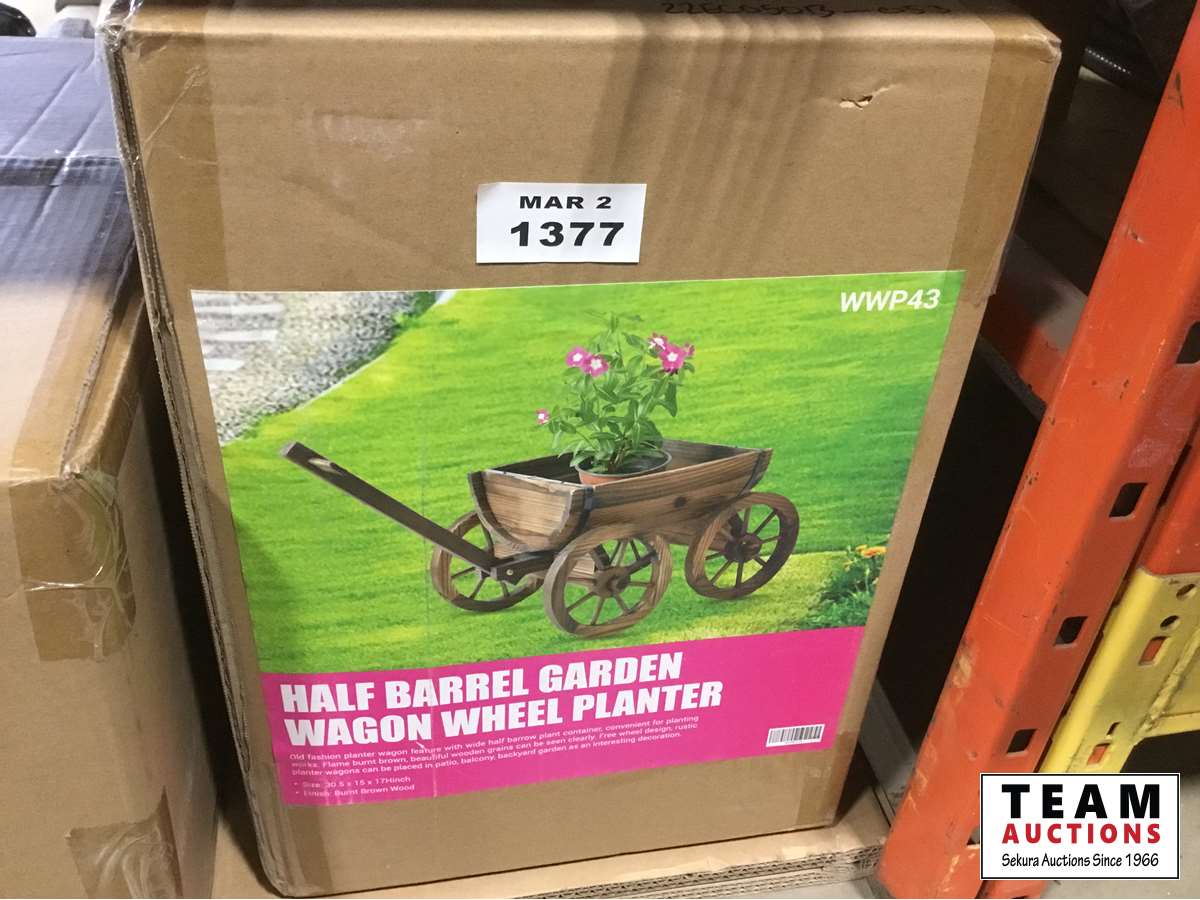 MAR 2
1377
WWP43
HALF BARREL GARDEN
WAGON WHEEL PLANTER
Old fashion planter wagon feature with wide half barrow plant container, convenient for planting
works. Flame burnt brown, beautiful wooden grains can be seen clearly. Free wheel design, rustic
planter wagons can be placed in patio, balcony, backyard garden as an interesting decoration.
• Size: 30.5 x 15 x 17Hinch
• Finish: Burnt Brown Wood
TEAM
AUCTIONS
Sekura Auctions Since 1966